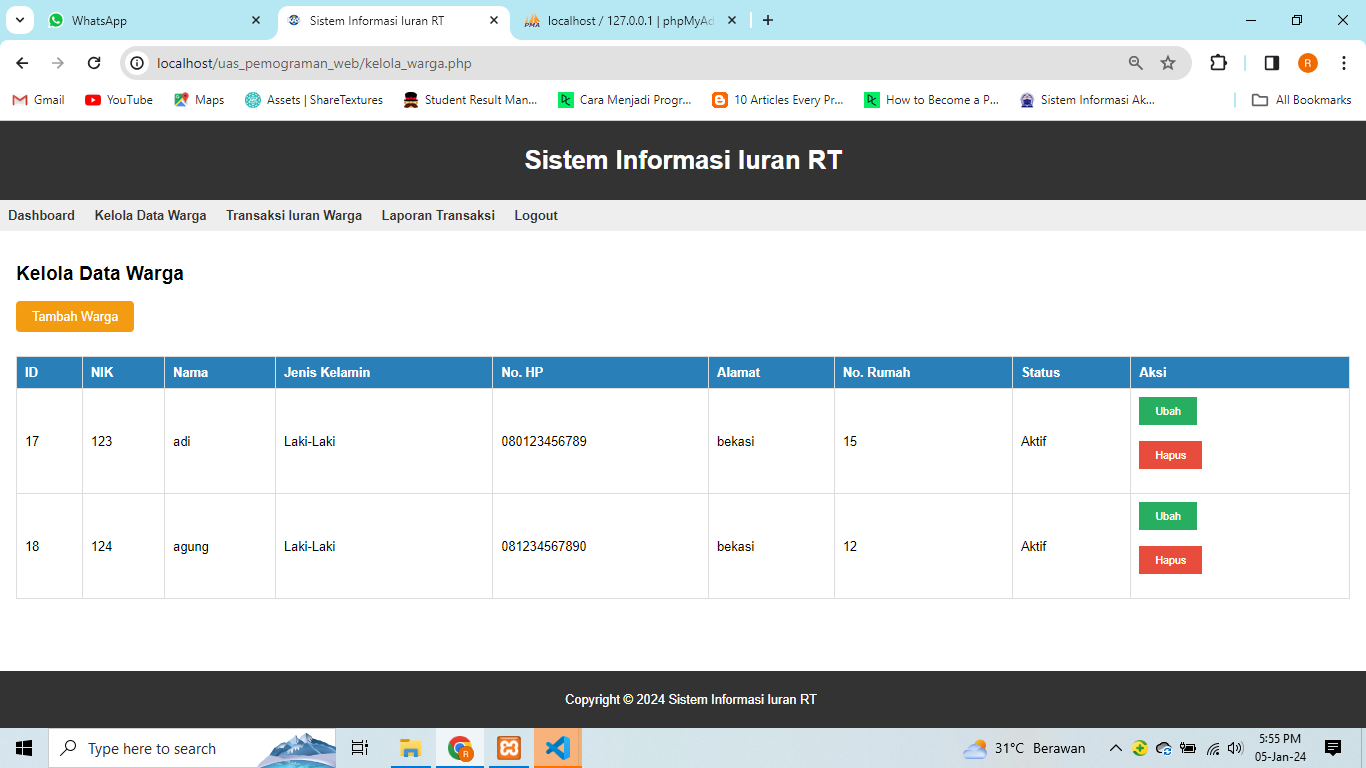 WhatsApp
Sistem Informasi Iuran RT
localhost / 127.0.0.1 | phpMyAd
localhost/uas_pemograman_web/kelola_warga.php
R
Gmail YouTube Maps Assets | ShareTextures Student Result Man... Cara Menjadi Progr... 10 Articles Every Pr... How to Become a P... Sistem Informasi Ak... All Bookmarks
Sistem Informasi Iuran RT
Dashboard Kelola Data Warga Transaksi Iuran Warga Laporan Transaksi Logout
Kelola Data Warga
Tambah Warga
ID NIK Nama Jenis Kelamin No. HP Alamat No. Rumah Status Aksi
17 123 adi Laki-Laki 080123456789 bekasi 15 Aktif Ubah
Hapus
18 124 agung Laki-Laki 081234567890 bekasi 12 Aktif Ubah
Hapus
Copyright © 2024 Sistem Informasi Iuran RT
Type here to search
31°C Berawan
5:55 PM
05-Jan-24